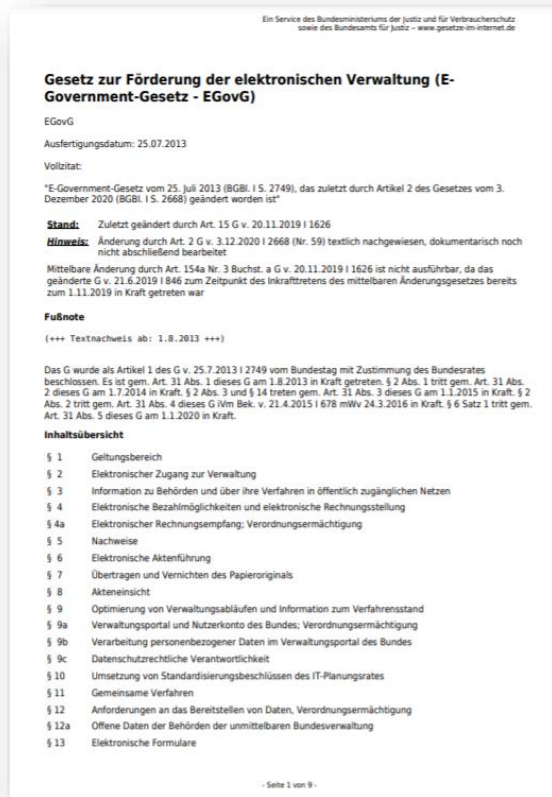 Ein Service des Bundesministeriums der Justiz und für Verbraucherschutz
sowie des Bundesamts für Justiz – www.gesetze-im-internet.de
Gesetz zur Förderung der elektronischen Verwaltung (E-
Government-Gesetz - EGovG)
EGovG
Ausfertigungsdatum: 25.07.2013
Vollzitat:
"E-Government-Gesetz vom 25. Juli 2013 (BGBl. I S. 2749), das zuletzt durch Artikel 2 des Gesetzes vom 3.
Dezember 2020 (BGBl. I S. 2668) geändert worden ist"
Stand: Zuletzt geändert durch Art. 15 G v. 20.11.2019 I 1626
Hinweis: Änderung durch Art. 2 G v. 3.12.2020 I 2668 (Nr. 59) textlich nachgewiesen, dokumentarisch noch
nicht abschließend bearbeitet
Mittelbare Änderung durch Art. 154a Nr. 3 Buchst. a G v. 20.11.2019 I 1626 ist nicht ausführbar, da das
geänderte G v. 21.6.2019 I 846 zum Zeitpunkt des Inkrafttretens des mittelbaren Änderungsgesetzes bereits
zum 1.11.2019 in Kraft getreten war
Fußnote
(+++ Textnachweis ab: 1.8.2013 +++)
Das G wurde als Artikel 1 des G v. 25.7.2013 I 2749 vom Bundestag mit Zustimmung des Bundesrates
beschlossen. Es ist gem. Art. 31 Abs. 1 dieses G am 1.8.2013 in Kraft getreten. § 2 Abs. 1 tritt gem. Art. 31 Abs.
2 dieses G am 1.7.2014 in Kraft. § 2 Abs. 3 und § 14 treten gem. Art. 31 Abs. 3 dieses G am 1.1.2015 in Kraft. § 2
Abs. 2 tritt gem. Art. 31 Abs. 4 dieses G iVm Bek. v. 21.4.2015 I 678 mWv 24.3.2016 in Kraft. § 6 Satz 1 tritt gem.
Art. 31 Abs. 5 dieses G am 1.1.2020 in Kraft.
Inhaltsübersicht
§ 1 Geltungsbereich
§ 2 Elektronischer Zugang zur Verwaltung
§ 3 Information zu Behörden und über ihre Verfahren in öffentlich zugänglichen Netzen
§ 4 Elektronische Bezahlmöglichkeiten und elektronische Rechnungsstellung
§ 4a Elektronischer Rechnungsempfang; Verordnungsermächtigung
§ 5 Nachweise
§ 6 Elektronische Aktenführung
§ 7 Übertragen und Vernichten des Papieroriginals
§ 8 Akteneinsicht
§ 9 Optimierung von Verwaltungsabläufen und Information zum Verfahrensstand
§ 9a Verwaltungsportal und Nutzerkonto des Bundes; Verordnungsermächtigung
§ 9b Verarbeitung personenbezogener Daten im Verwaltungsportal des Bundes
§ 9c Datenschutzrechtliche Verantwortlichkeit
§ 10 Umsetzung von Standardisierungsbeschlüssen des IT-Planungsrates
§ 11 Gemeinsame Verfahren
§ 12 Anforderungen an das Bereitstellen von Daten, Verordnungsermächtigung
§ 12a Offene Daten der Behörden der unmittelbaren Bundesverwaltung
§ 13 Elektronische Formulare
- Seite 1 von 9 -